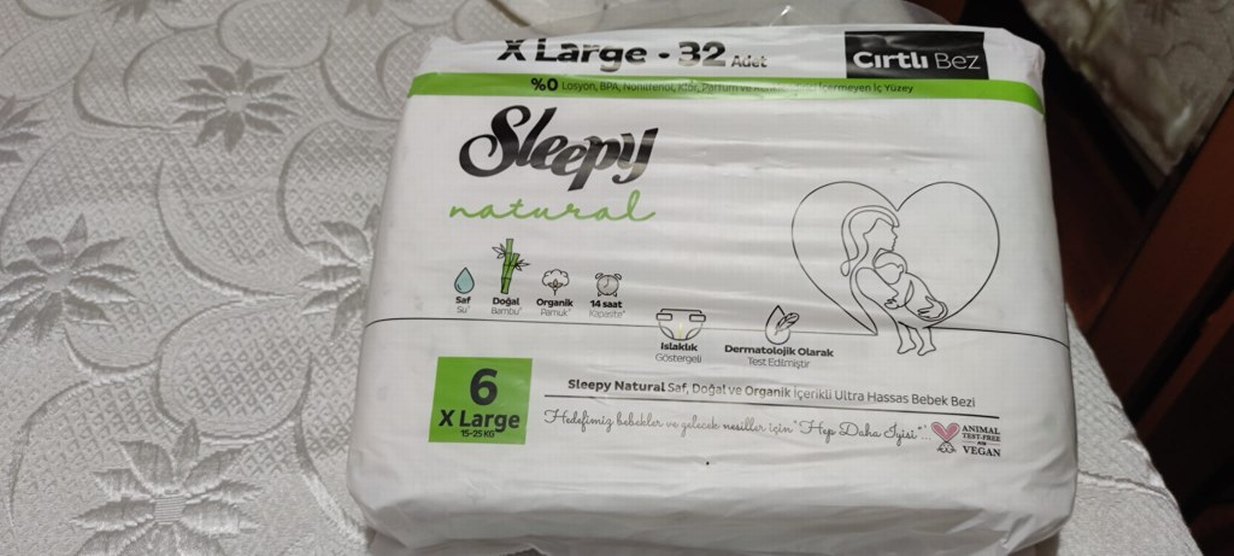 X Large • 32 Adet
Cırtlı Bez
%0 Losyon, BPA, Nonilfenol, Klor, Parfüm ve İçermeyen İç Yüzey
Sleepy
natural
Saf
Su*
Doğal
Bambu*
Organik
Pamuk*
14 saat
Kapasite*
Islaklık
Göstergeli
Dermatolojik Olarak
Test Edilmiştir
6
X Large
15-25 KG
Sleepy Natural Saf, Doğal ve Organik İçerikli Ultra Hassas Bebek Bezi
Hedefimiz bebekler ve gelecek nesiller için "Hep Daha İyisi"...
ANIMAL
TEST-FREE
AND
VEGAN